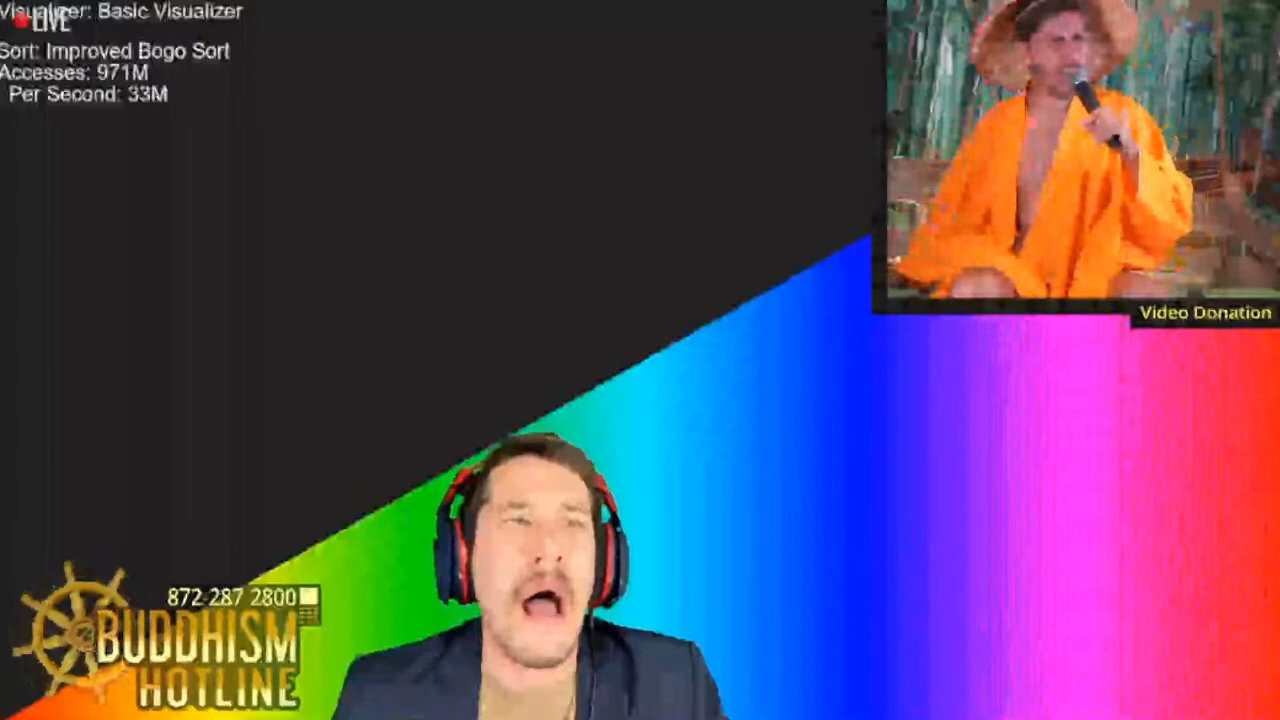 Visualizer: Basic Visualizer
LIVE
Sort: Improved Bogo Sort
Accesses: 971M
Per Second: 33M
Video Donation
872-287 2800
BUDDHISM
HOTLINE